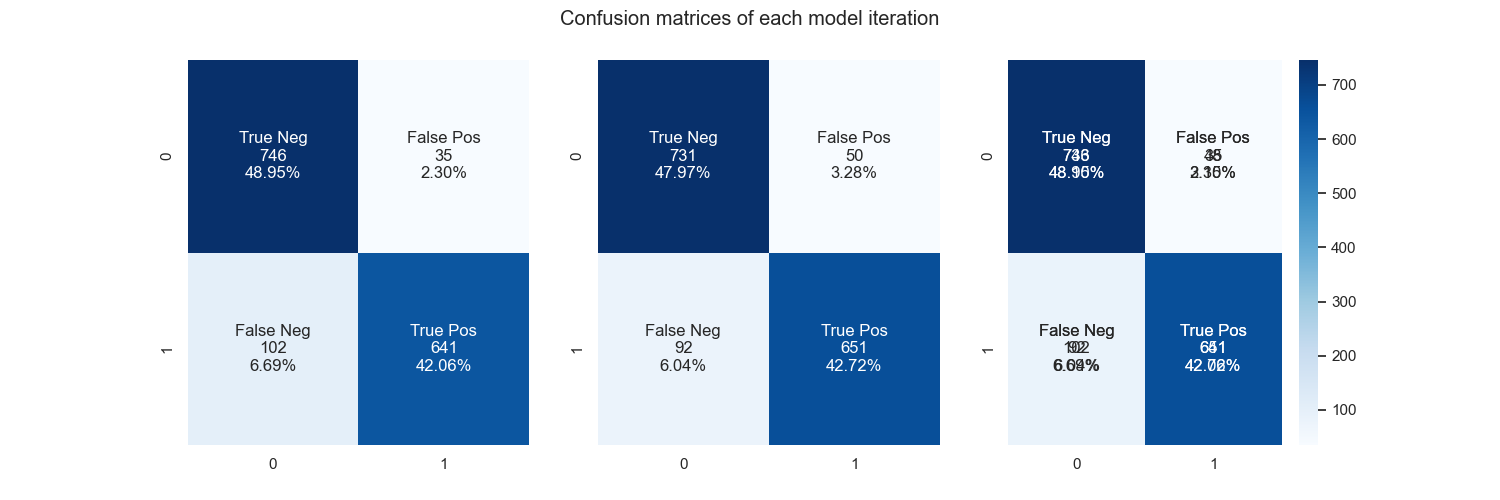 Confusion matrices of each model iteration
0
True Neg
746
48.95%
False Pos
35
2.30%
1
False Neg
102
6.69%
True Pos
641
42.06%
0
1
0
True Neg
731
47.97%
False Pos
50
3.28%
1
False Neg
92
6.04%
True Pos
651
42.72%
0
1
0
True Neg
False Pos
1
False Neg
True Pos
0
1
700
600
500
400
300
200
100